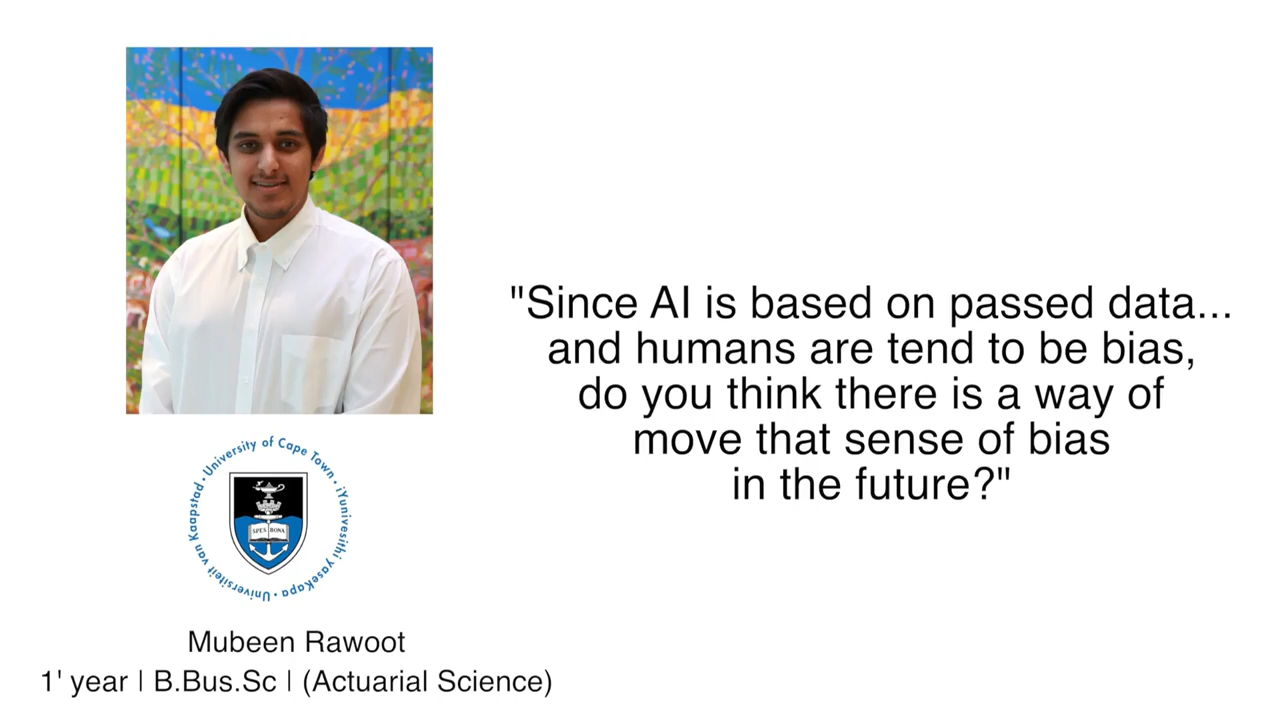 University of Cape Town · iYunivesithi yaseKapa · Universiteit van Kaapstad ·
SPES BONA
Mubeen Rawoot
1' year | B.Bus.Sc | (Actuarial Science)
"Since AI is based on passed data...
and humans are tend to be bias,
do you think there is a way of
move that sense of bias
in the future?"